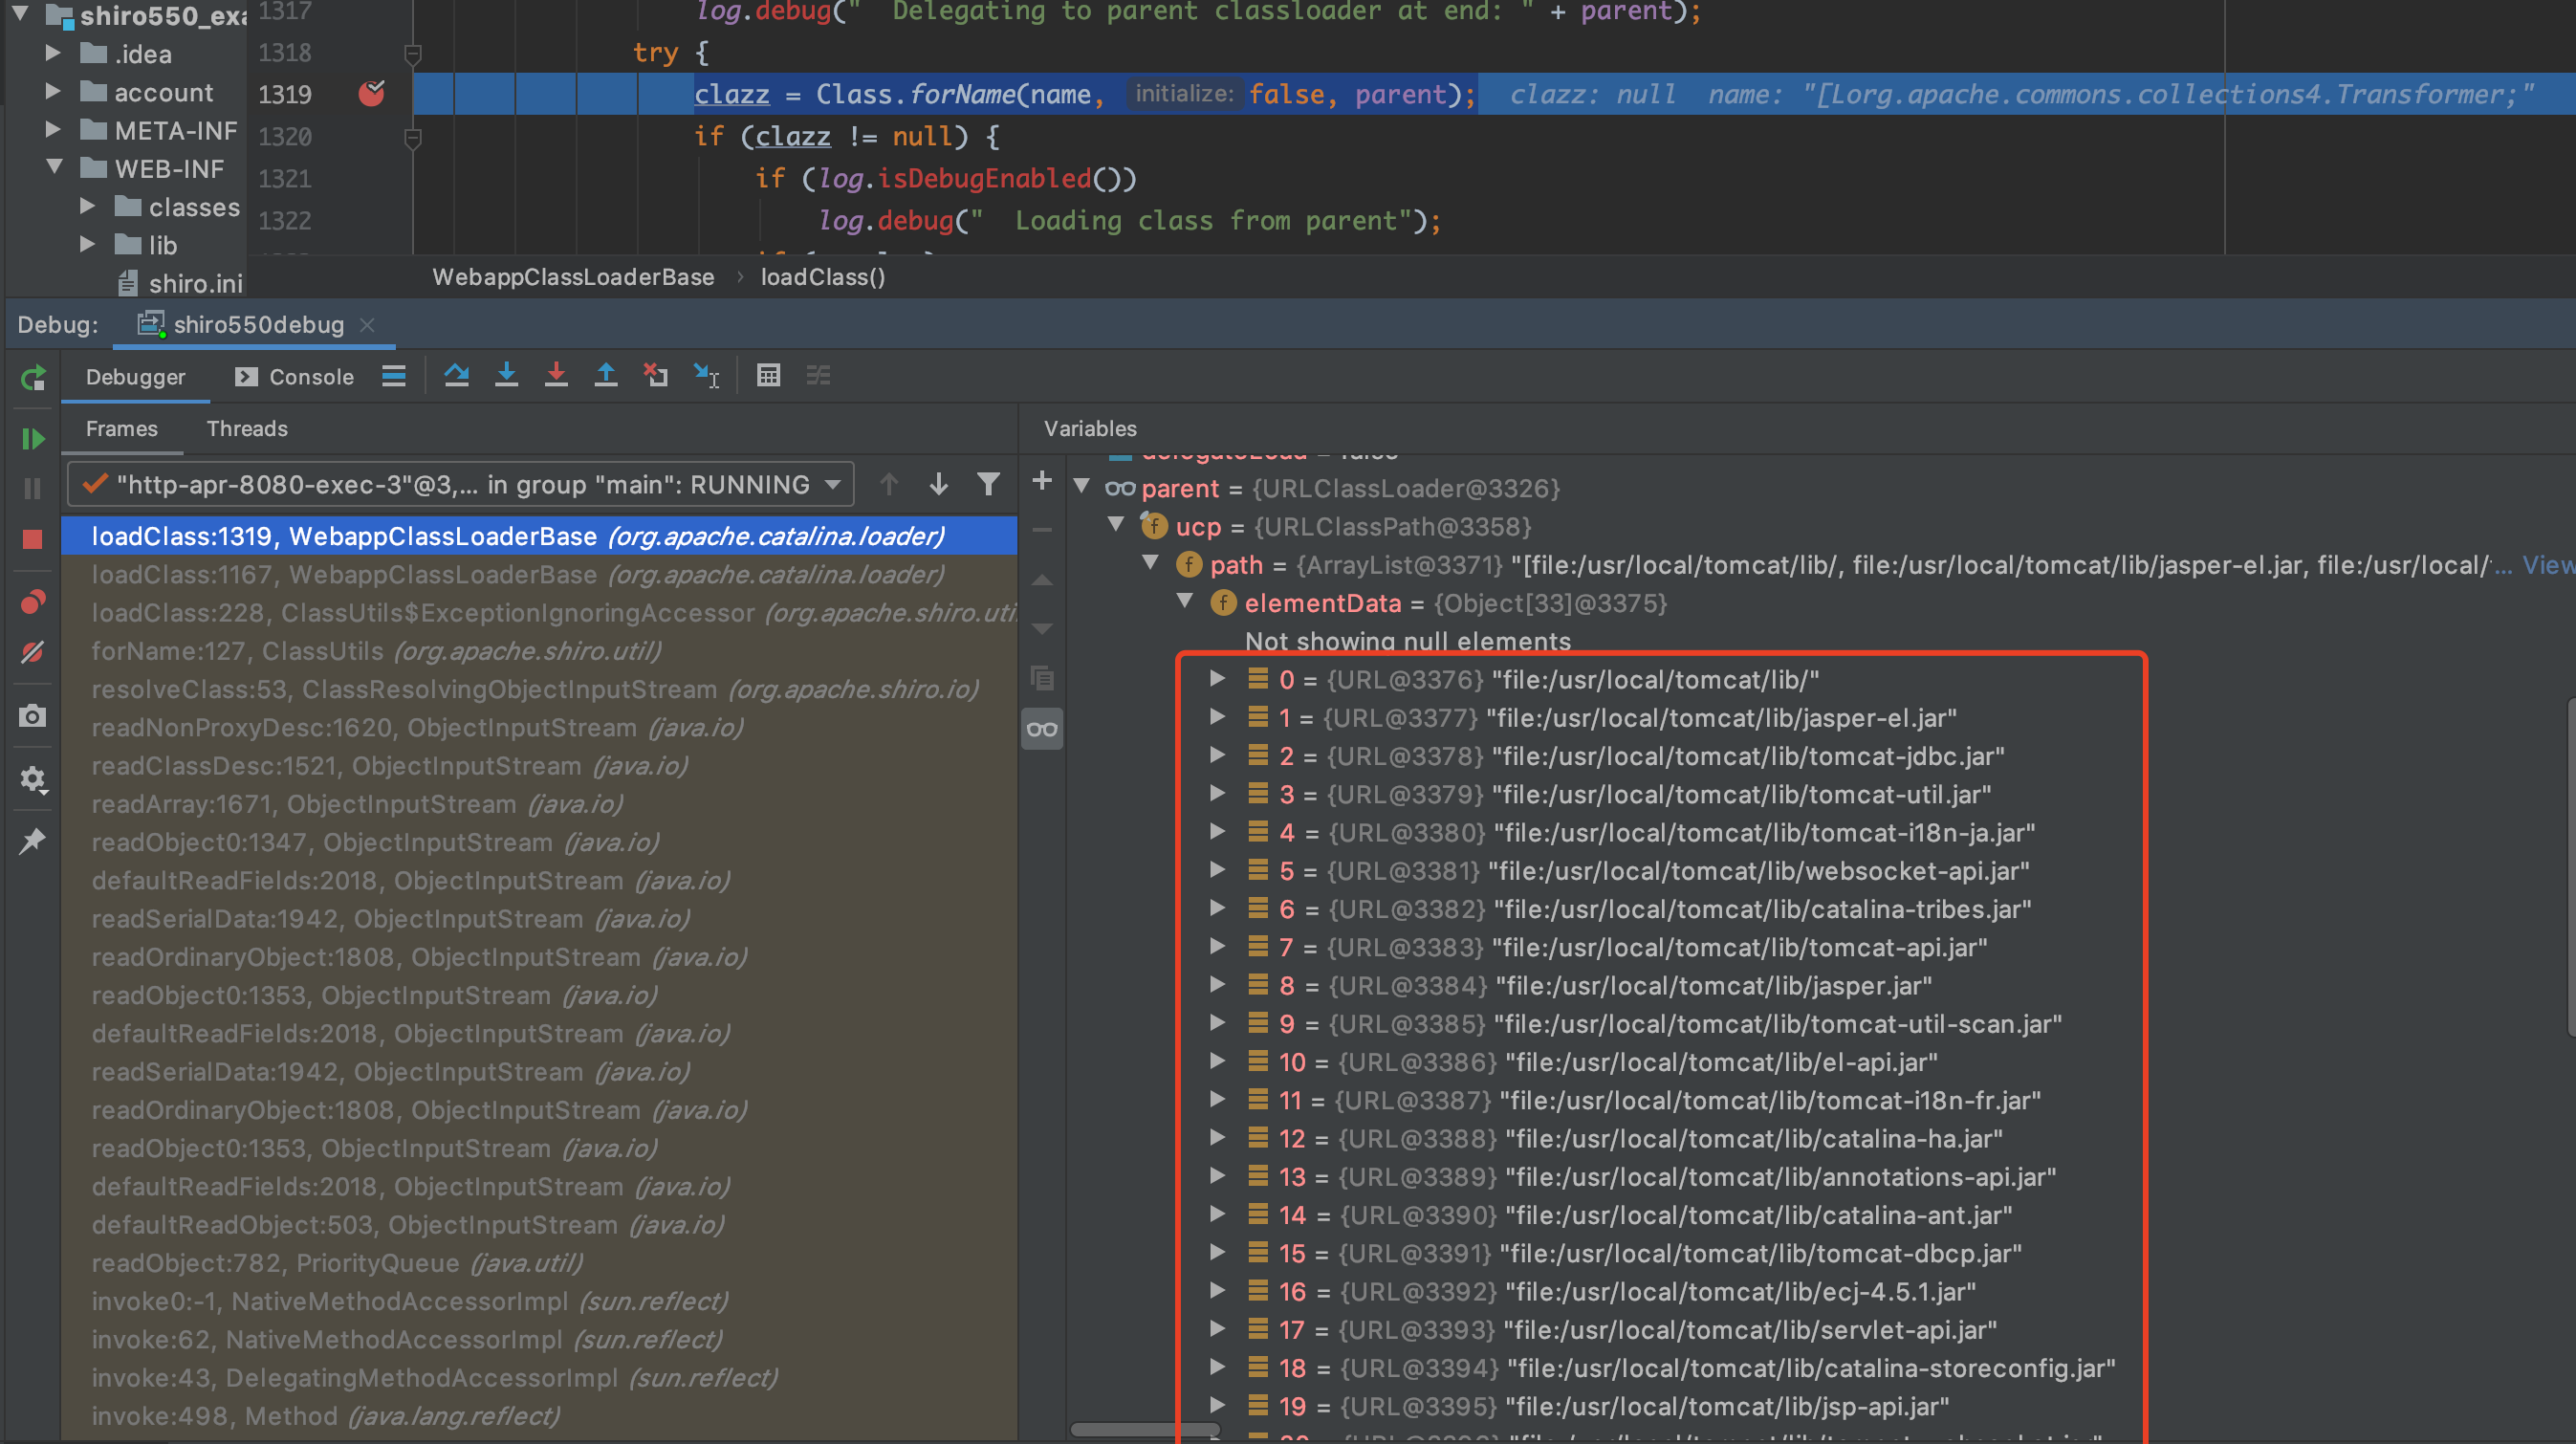 shiro550_exa
.idea
account
META-INF
WEB-INF
classes
lib
shiro.ini
1317 log.debug("  Delegating to parent classloader at end: " + parent);
1318 try {
1319 clazz = Class.forName(name, initialize: false, parent); clazz: null name: "[Lorg.apache.commons.collections4.Transformer;"
1320 if (clazz != null) {
1321 if (log.isDebugEnabled())
1322 log.debug("  Loading class from parent");
WebappClassLoaderBase › loadClass()
Debug: shiro550debug
Debugger Console
Frames Threads
"http-apr-8080-exec-3"@3,... in group "main": RUNNING
loadClass:1319, WebappClassLoaderBase (org.apache.catalina.loader)
loadClass:1167, WebappClassLoaderBase (org.apache.catalina.loader)
loadClass:228, ClassUtils$ExceptionIgnoringAccessor (org.apache.shiro.uti
forName:127, ClassUtils (org.apache.shiro.util)
resolveClass:53, ClassResolvingObjectInputStream (org.apache.shiro.io)
readNonProxyDesc:1620, ObjectInputStream (java.io)
readClassDesc:1521, ObjectInputStream (java.io)
readArray:1671, ObjectInputStream (java.io)
readObject0:1347, ObjectInputStream (java.io)
defaultReadFields:2018, ObjectInputStream (java.io)
readSerialData:1942, ObjectInputStream (java.io)
readOrdinaryObject:1808, ObjectInputStream (java.io)
readObject0:1353, ObjectInputStream (java.io)
defaultReadFields:2018, ObjectInputStream (java.io)
readSerialData:1942, ObjectInputStream (java.io)
readOrdinaryObject:1808, ObjectInputStream (java.io)
readObject0:1353, ObjectInputStream (java.io)
defaultReadFields:2018, ObjectInputStream (java.io)
defaultReadObject:503, ObjectInputStream (java.io)
readObject:782, PriorityQueue (java.util)
invoke0:-1, NativeMethodAccessorImpl (sun.reflect)
invoke:62, NativeMethodAccessorImpl (sun.reflect)
invoke:43, DelegatingMethodAccessorImpl (sun.reflect)
invoke:498, Method (java.lang.reflect)
Variables
delegateLoad = false
parent = {URLClassLoader@3326}
ucp = {URLClassPath@3358}
path = {ArrayList@3371} "[file:/usr/local/tomcat/lib/, file:/usr/local/tomcat/lib/jasper-el.jar, file:/usr/local/... View
elementData = {Object[33]@3375}
Not showing null elements
0 = {URL@3376} "file:/usr/local/tomcat/lib/"
1 = {URL@3377} "file:/usr/local/tomcat/lib/jasper-el.jar"
2 = {URL@3378} "file:/usr/local/tomcat/lib/tomcat-jdbc.jar"
3 = {URL@3379} "file:/usr/local/tomcat/lib/tomcat-util.jar"
4 = {URL@3380} "file:/usr/local/tomcat/lib/tomcat-i18n-ja.jar"
5 = {URL@3381} "file:/usr/local/tomcat/lib/websocket-api.jar"
6 = {URL@3382} "file:/usr/local/tomcat/lib/catalina-tribes.jar"
7 = {URL@3383} "file:/usr/local/tomcat/lib/tomcat-api.jar"
8 = {URL@3384} "file:/usr/local/tomcat/lib/jasper.jar"
9 = {URL@3385} "file:/usr/local/tomcat/lib/tomcat-util-scan.jar"
10 = {URL@3386} "file:/usr/local/tomcat/lib/el-api.jar"
11 = {URL@3387} "file:/usr/local/tomcat/lib/tomcat-i18n-fr.jar"
12 = {URL@3388} "file:/usr/local/tomcat/lib/catalina-ha.jar"
13 = {URL@3389} "file:/usr/local/tomcat/lib/annotations-api.jar"
14 = {URL@3390} "file:/usr/local/tomcat/lib/catalina-ant.jar"
15 = {URL@3391} "file:/usr/local/tomcat/lib/tomcat-dbcp.jar"
16 = {URL@3392} "file:/usr/local/tomcat/lib/ecj-4.5.1.jar"
17 = {URL@3393} "file:/usr/local/tomcat/lib/servlet-api.jar"
18 = {URL@3394} "file:/usr/local/tomcat/lib/catalina-storeconfig.jar"
19 = {URL@3395} "file:/usr/local/tomcat/lib/jsp-api.jar"